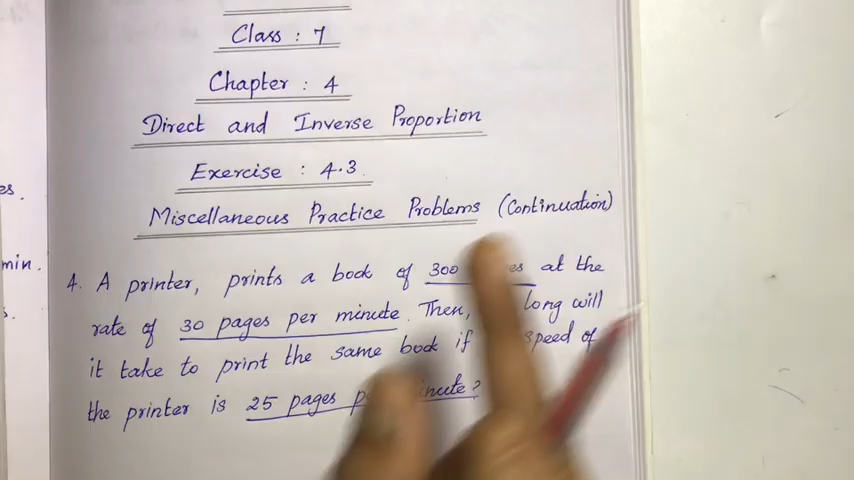 Class : 7
Chapter : 4
Direct and Inverse Proportion
Exercise : 4.3
Miscellaneous Practice Problems (Continuation)
4. A printer, prints a book of 300 at the
rate of 30 pages per minute. Then, long will
it take to print the same book if speed of
the printer is 25 pages
es.
min.
s.